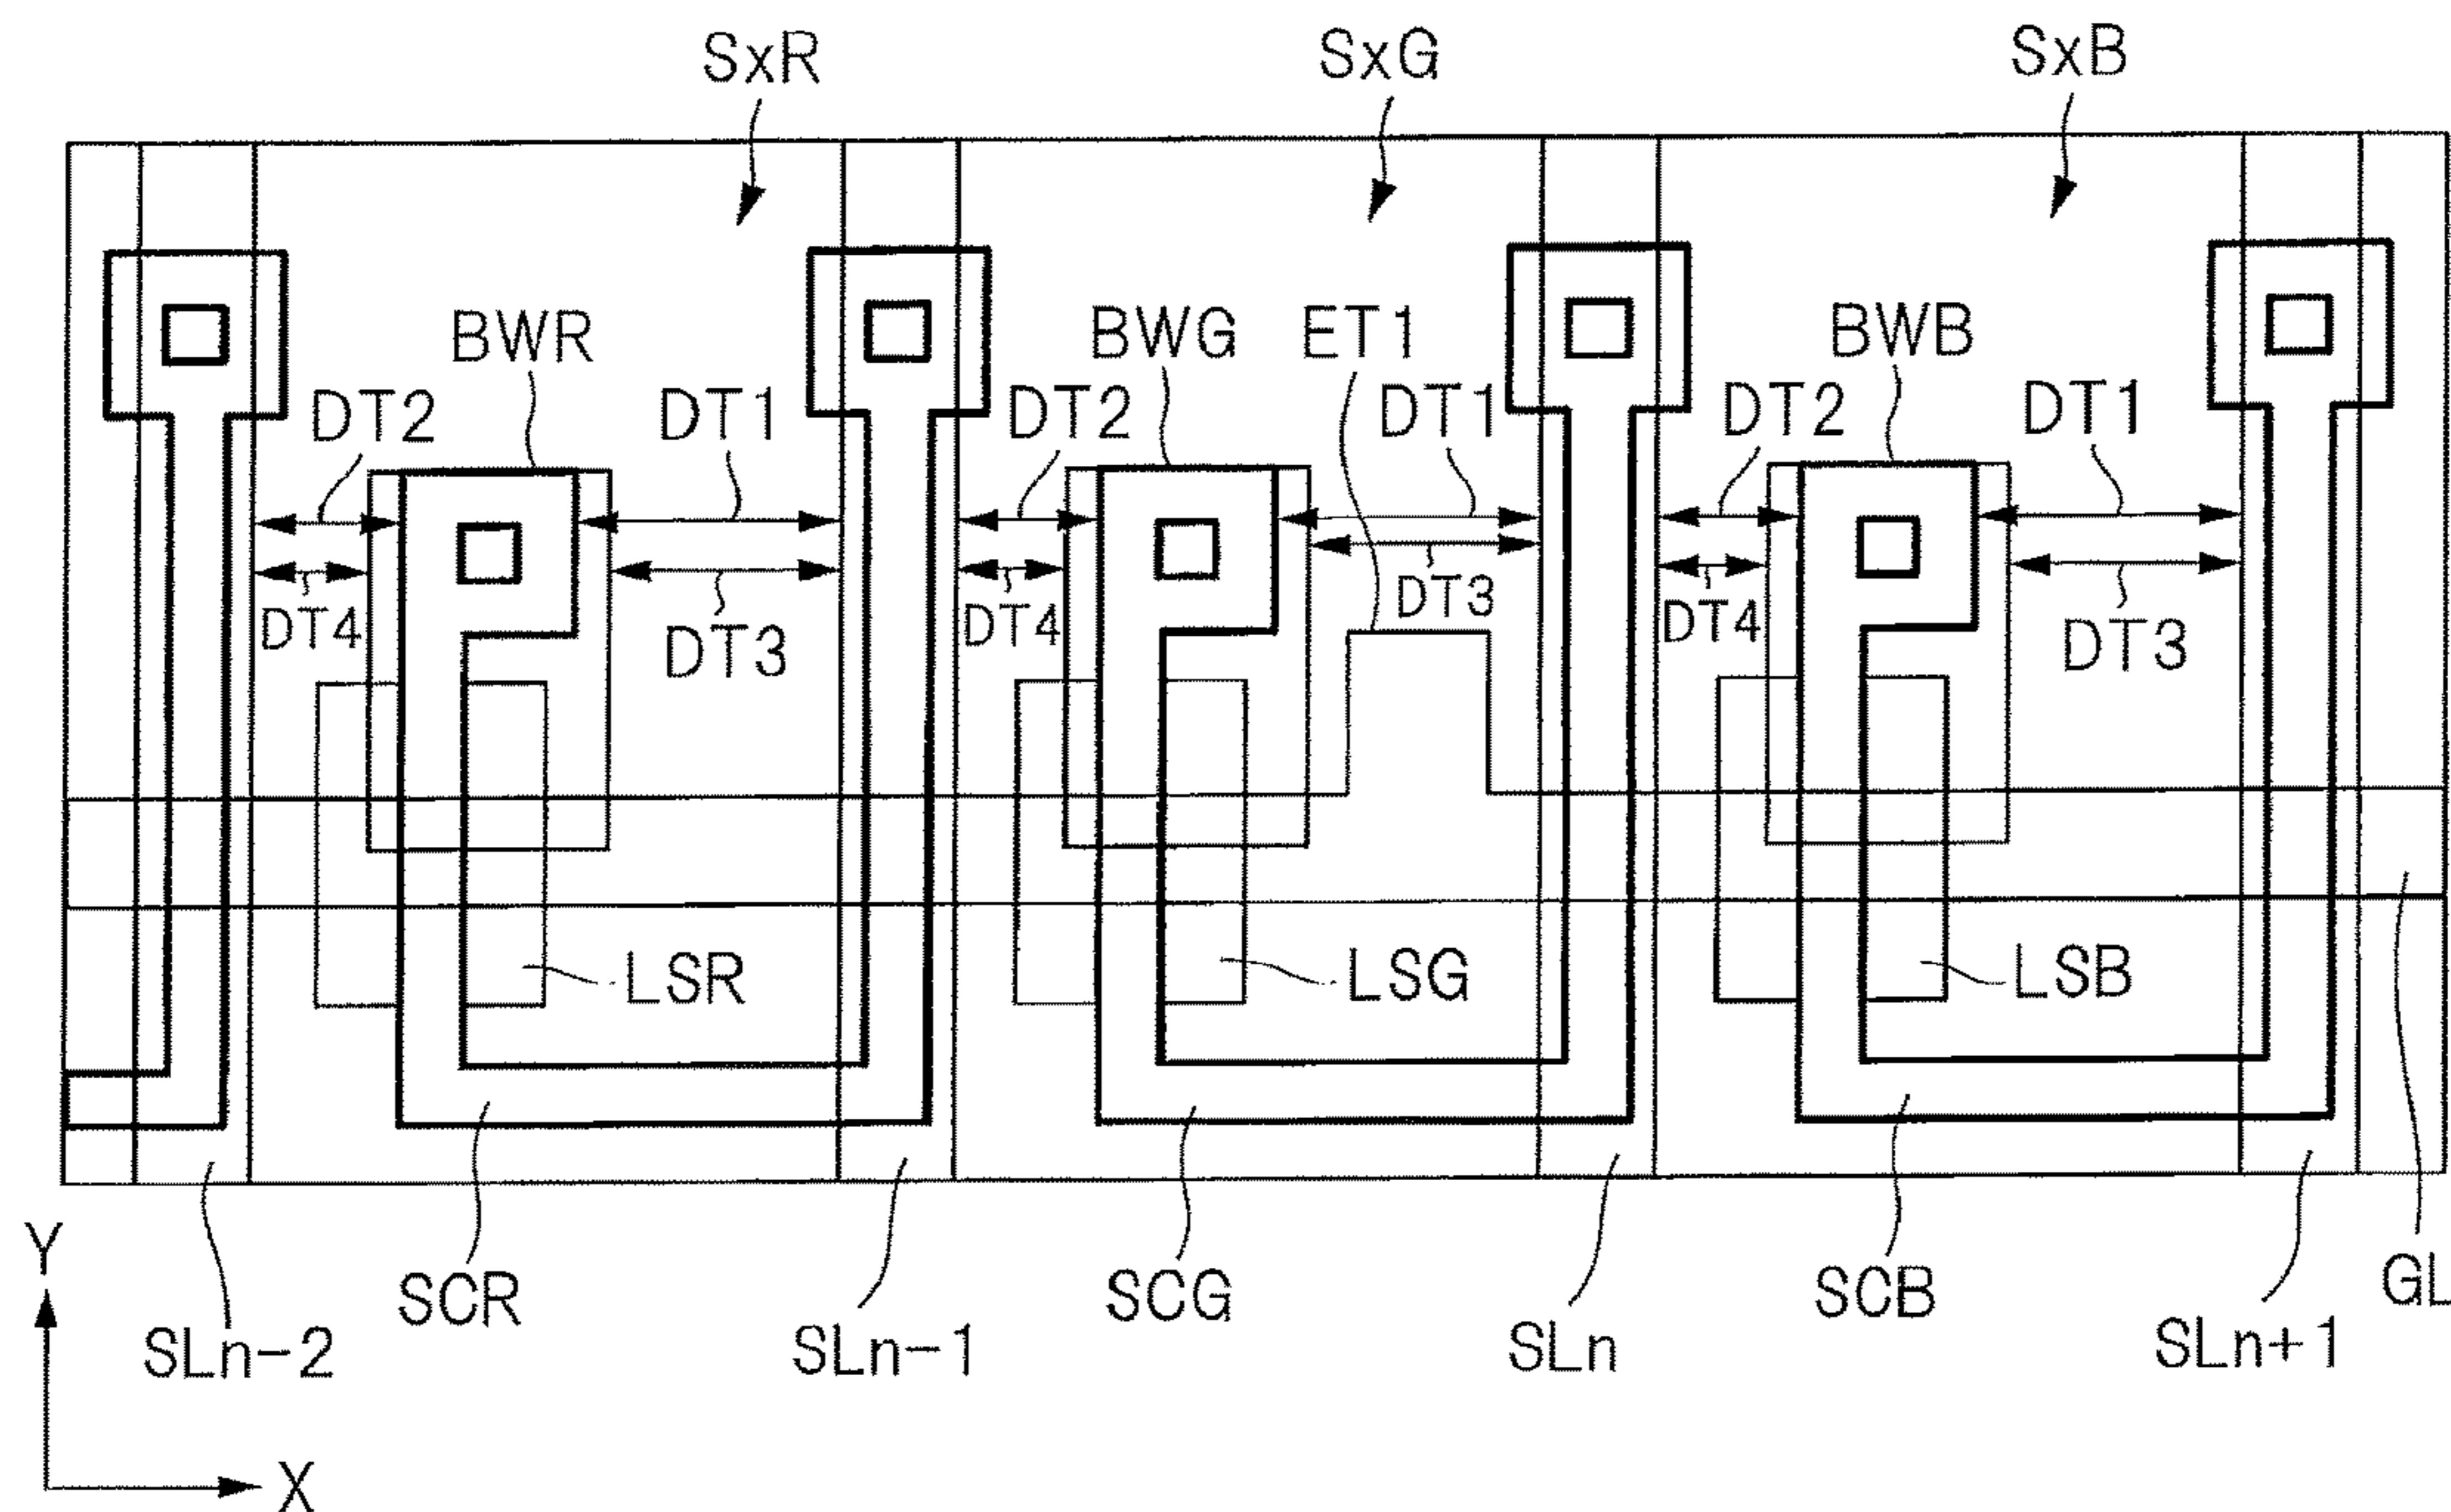 SxR SxG SxB
BWR BWG ET1 BWB
DT2 DT1 DT2 DT1 DT2 DT1
DT4 DT3 DT4 DT3 DT4 DT3
LSR LSG LSB
Y
SCR SCG SCB GL
SLn-2 SLn-1 SLn SLn+1
X